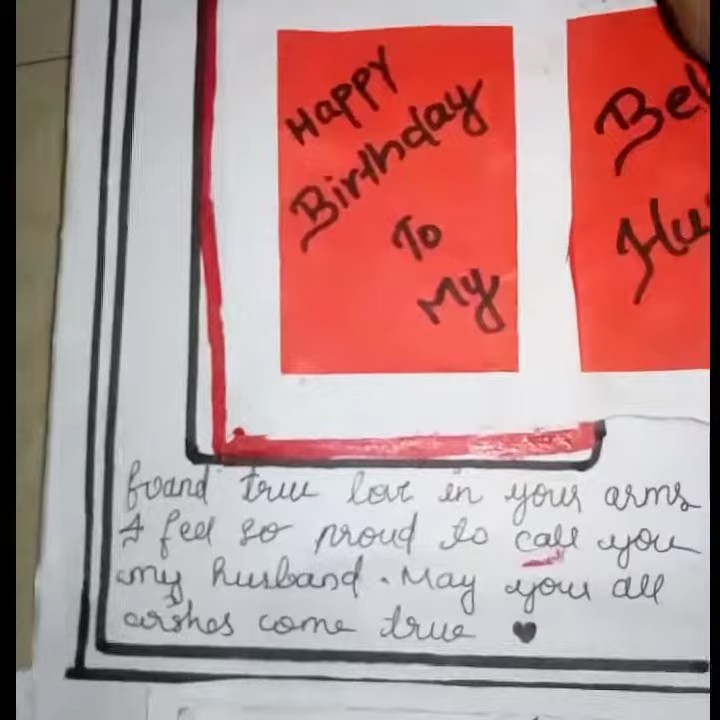 HAPPY
Birthday
To
My
Bel
Hu
found true love in your arms
I feel so proud to call you
my husband. May your all
wishes come true ♥